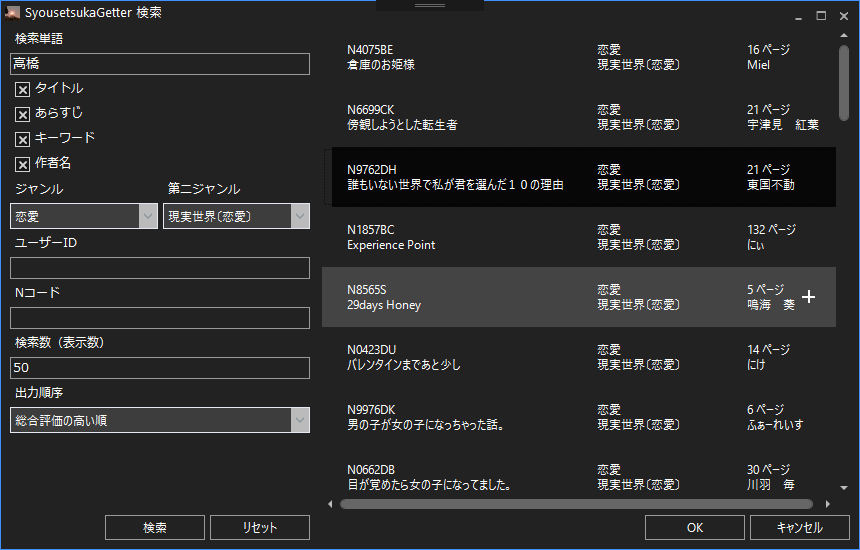 SyousetsukaGetter 検索
検索単語
高橋
タイトル
あらすじ
キーワード
作者名
ジャンル 第二ジャンル
恋愛 現実世界〔恋愛〕
ユーザーID
Nコード
検索数（表示数）
50
出力順序
総合評価の高い順
検索 リセット
N4075BE 恋愛 16 ページ
倉庫のお姫様 現実世界〔恋愛〕 Miel
N6699CK 恋愛 21 ページ
傍観しようとした転生者 現実世界〔恋愛〕 宇津見　紅葉
N9762DH 恋愛 21 ページ
誰もいない世界で私が君を選んだ１０の理由 現実世界〔恋愛〕 東国不動
N1857BC 恋愛 132 ページ
Experience Point 現実世界〔恋愛〕 にぃ
N8565S 恋愛 5 ページ
29days Honey 現実世界〔恋愛〕 鳴海　葵
N0423DU 恋愛 14 ページ
バレンタインまであと少し 現実世界〔恋愛〕 にけ
N9976DK 恋愛 6 ページ
男の子が女の子になっちゃった話。 現実世界〔恋愛〕 ふぁーれいす
N0662DB 恋愛 30 ページ
目が覚めたら女の子になってました。 現実世界〔恋愛〕 川羽　毎
OK キャンセル